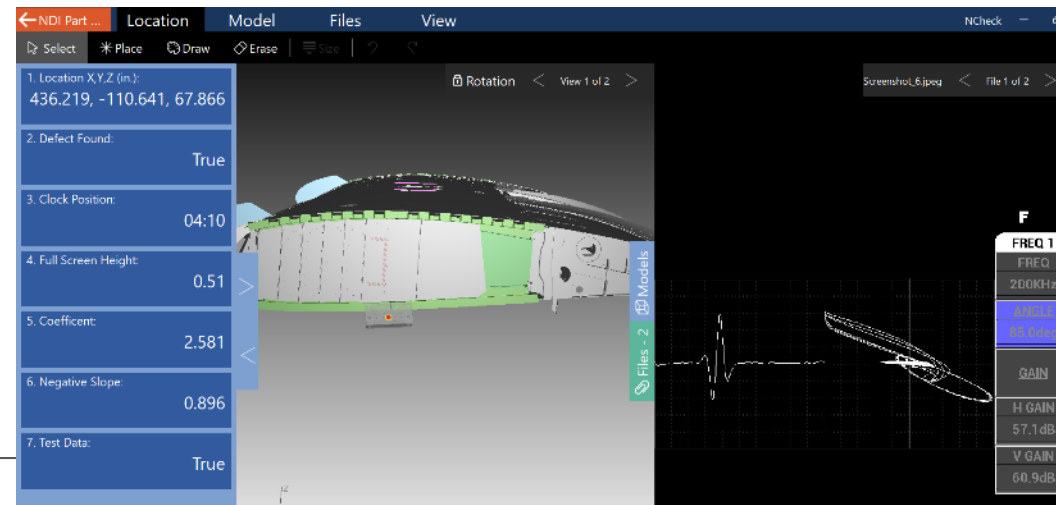 NDI Part ...
Location
Model
Files
View
NCheck
Select
Place
Draw
Erase
Size
1. Location X,Y,Z (in.):
436.219, -110.641, 67.866
2. Defect Found:
True
3. Clock Position:
04:10
4. Full Screen Height:
0.51
5. Coefficent:
2.581
6. Negative Slope:
0.896
7. Test Data:
True
Rotation
View 1 of 2
Models
Files - 2
Z
Screenshot_6.jpeg
File 1 of 2
F
FREQ 1
FREQ
200KHz
ANGLE
85.0deg
GAIN
H GAIN
57.1dB
V GAIN
60.9dB